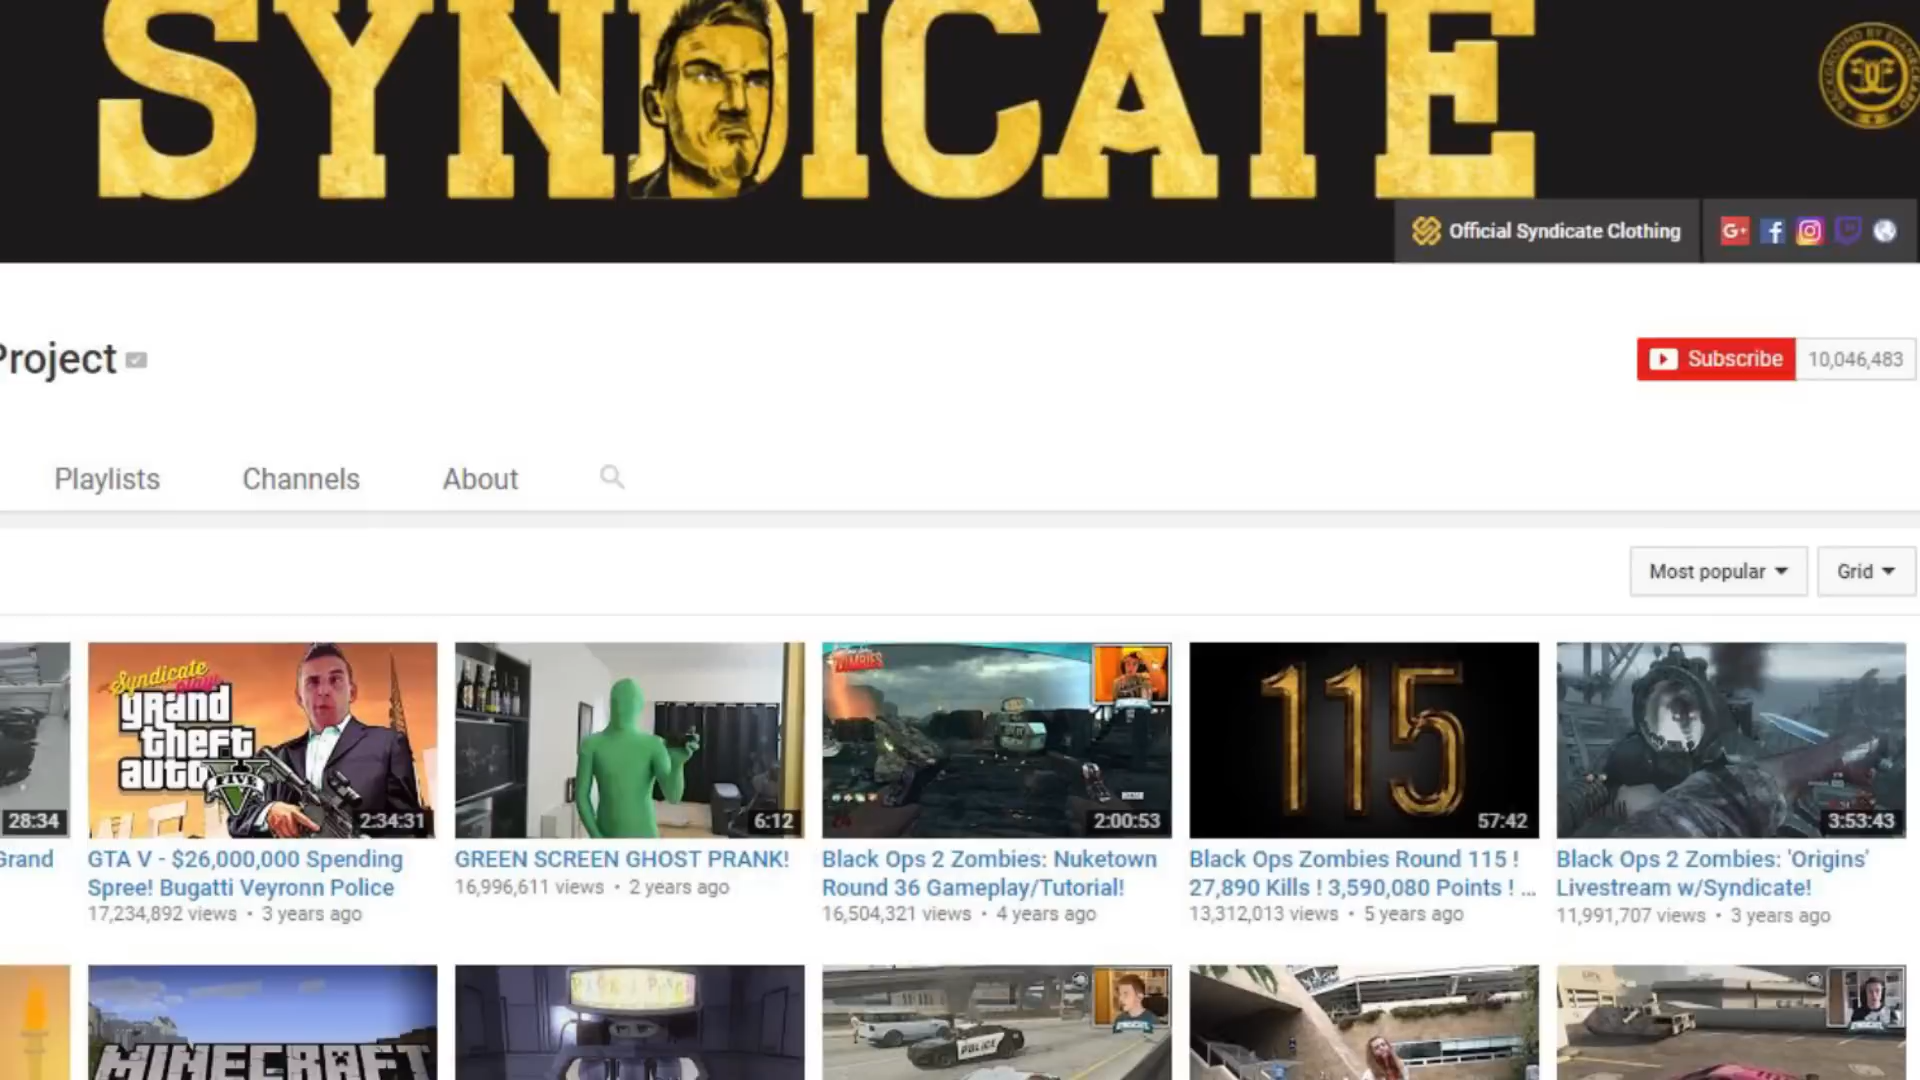 SYNDICATE
BACKGROUND BY EVANECKARD
Official Syndicate Clothing
G+
Project
Subscribe 10,046,483
Playlists Channels About
Most popular Grid
28:34
Syndicate
grand
theft
auto
FIVE
2:34:31
6:12
ZOMBIES
2:00:53
115
57:42
3:53:43
Grand
GTA V - $26,000,000 Spending
Spree! Bugatti Veyronn Police
17,234,892 views • 3 years ago
GREEN SCREEN GHOST PRANK!
16,996,611 views • 2 years ago
Black Ops 2 Zombies: Nuketown
Round 36 Gameplay/Tutorial!
16,504,321 views • 4 years ago
Black Ops Zombies Round 115 !
27,890 Kills ! 3,590,080 Points ! ...
13,312,013 views • 5 years ago
Black Ops 2 Zombies: 'Origins'
Livestream w/Syndicate!
11,991,707 views • 3 years ago
MINECRAFT
POLICE